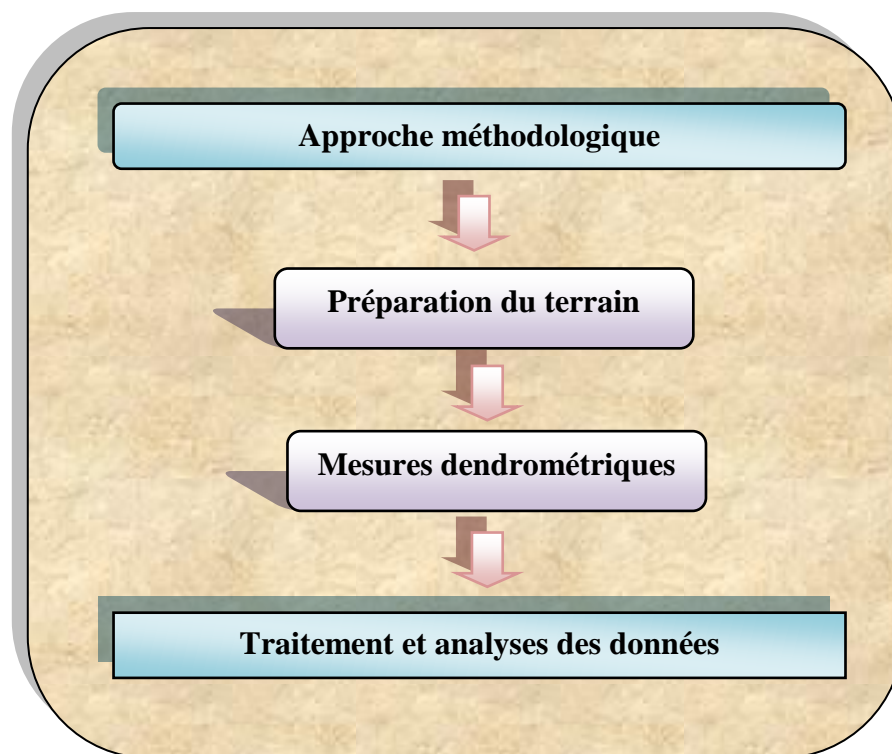 Approche méthodologique
Préparation du terrain
Mesures dendrométriques
Traitement et analyses des données